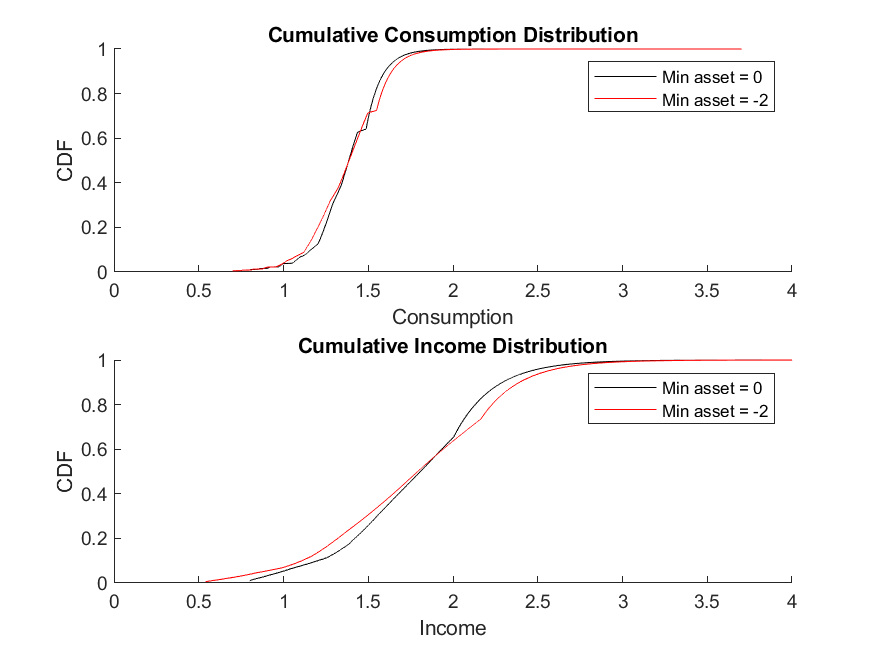 Cumulative Consumption Distribution
1
0.8
0.6
0.4
0.2
0
CDF
Min asset = 0
Min asset = -2
0 0.5 1 1.5 2 2.5 3 3.5 4
Consumption
Cumulative Income Distribution
1
0.8
0.6
0.4
0.2
0
CDF
Min asset = 0
Min asset = -2
0 0.5 1 1.5 2 2.5 3 3.5 4
Income